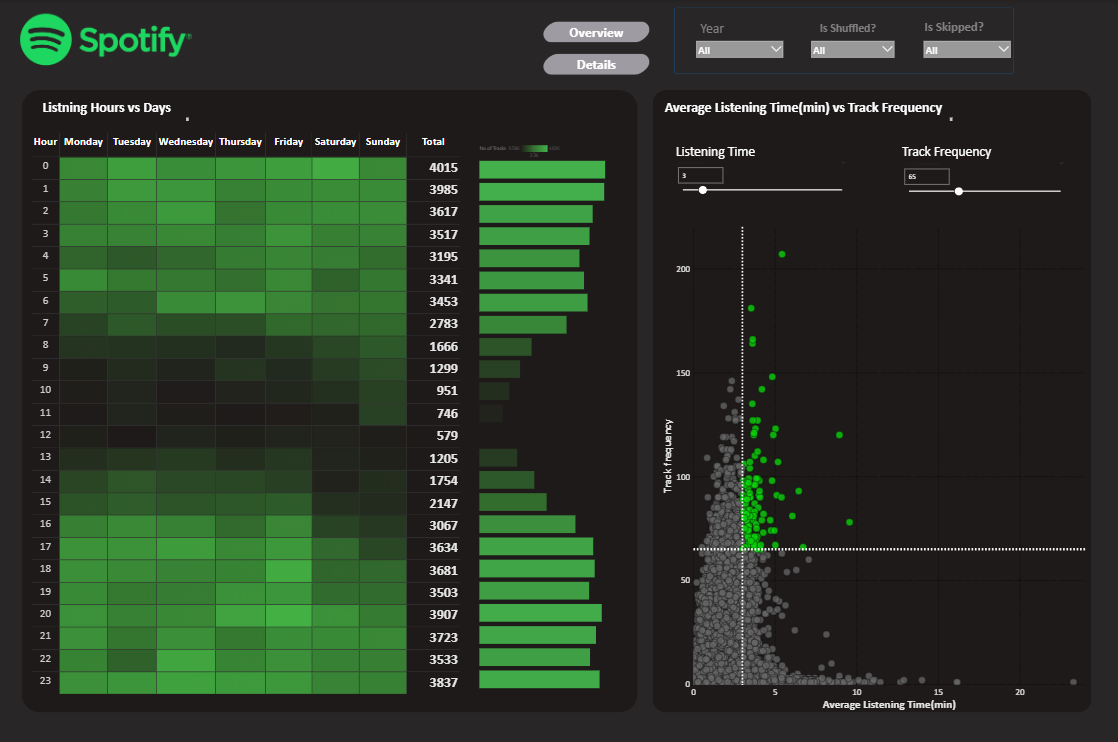 Spotify®
Overview
Details
Year
All
Is Shuffled?
All
Is Skipped?
All
Listning Hours vs Days
Hour Monday Tuesday Wednesday Thursday Friday Saturday Sunday Total
0 4015
1 3985
2 3617
3 3517
4 3195
5 3341
6 3453
7 2783
8 1666
9 1299
10 951
11 746
12 579
13 1205
14 1754
15 2147
16 3067
17 3634
18 3681
19 3503
20 3907
21 3723
22 3533
23 3837
No of Tracks
Average Listening Time(min) vs Track Frequency
Listening Time
3
Track Frequency
65
Track frequency
200
150
100
50
0
0 5 10 15 20
Average Listening Time(min)